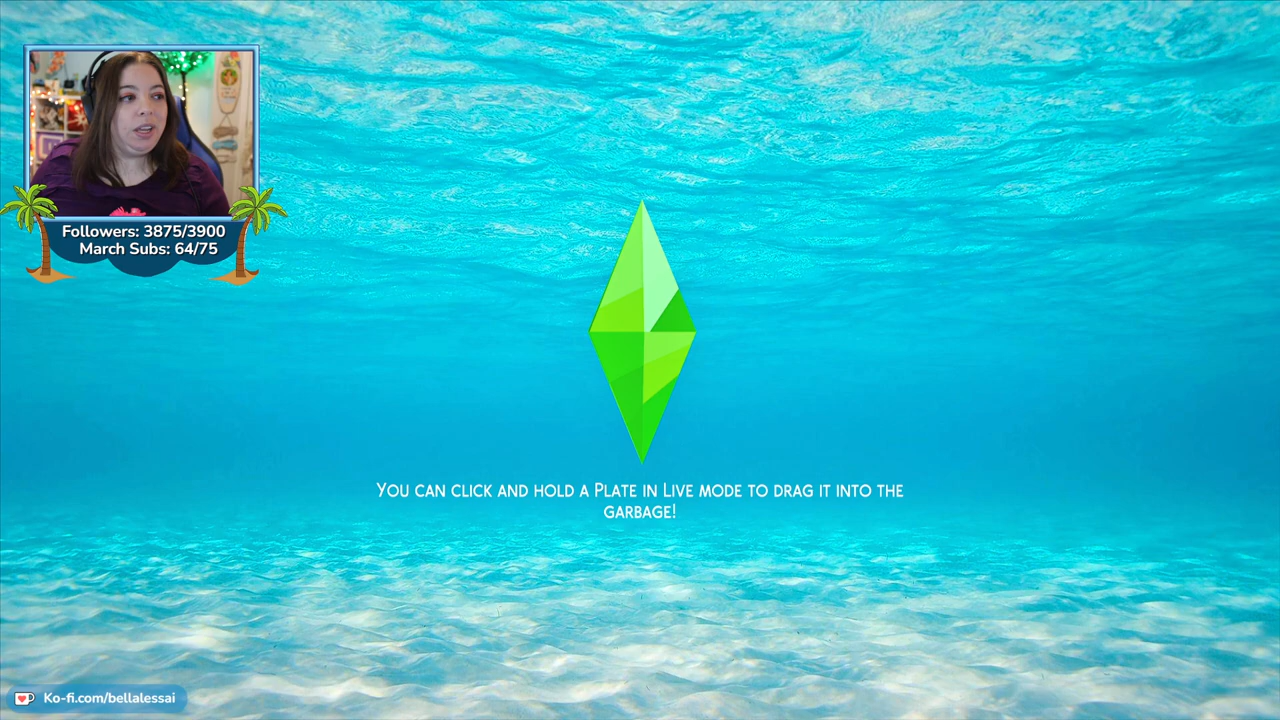 Followers: 3875/3900
March Subs: 64/75
You can click and hold a Plate in Live mode to drag it into the
garbage!
Ko-fi.com/bellalessai